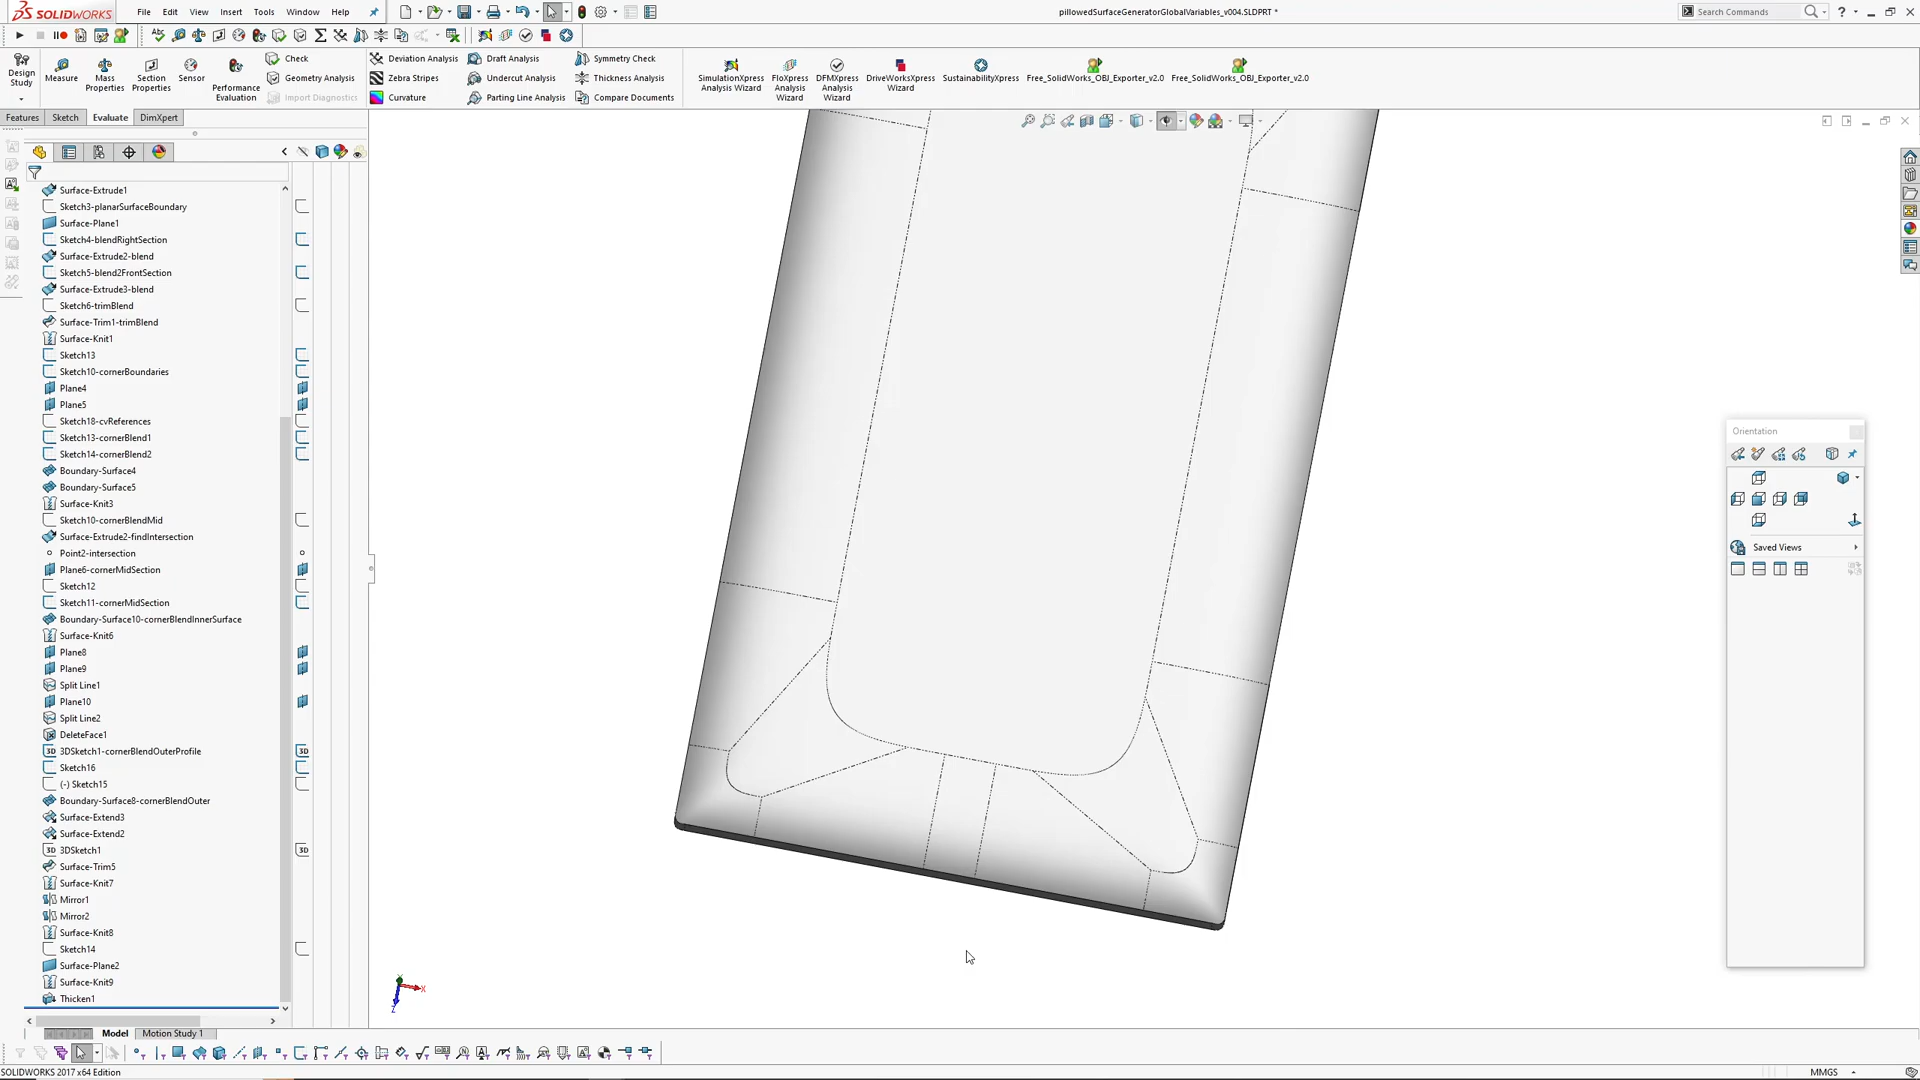 SOLIDWORKS File Edit View Insert Tools Window Help pillowedSurfaceGeneratorGlobalVariables_v004.SLDPRT * Search Commands
Design Study
Measure
Mass Properties
Section Properties
Sensor
Performance Evaluation
Check
Geometry Analysis
Import Diagnostics
Deviation Analysis
Zebra Stripes
Curvature
Draft Analysis
Undercut Analysis
Parting Line Analysis
Symmetry Check
Thickness Analysis
Compare Documents
SimulationXpress Analysis Wizard
FloXpress Analysis Wizard
DFMXpress Analysis Wizard
DriveWorksXpress Wizard
SustainabilityXpress
Free_SolidWorks_OBJ_Exporter_v2.0
Free_SolidWorks_OBJ_Exporter_v2.0
Features Sketch Evaluate DimXpert
Surface-Extrude1
Sketch3-planarSurfaceBoundary
Surface-Plane1
Sketch4-blendRightSection
Surface-Extrude2-blend
Sketch5-blend2FrontSection
Surface-Extrude3-blend
Sketch6-trimBlend
Surface-Trim1-trimBlend
Surface-Knit1
Sketch13
Sketch10-cornerBoundaries
Plane4
Plane5
Sketch18-cvReferences
Sketch13-cornerBlend1
Sketch14-cornerBlend2
Boundary-Surface4
Boundary-Surface5
Surface-Knit3
Sketch10-cornerBlendMid
Surface-Extrude2-findIntersection
Point2-intersection
Plane6-cornerMidSection
Sketch12
Sketch11-cornerMidSection
Boundary-Surface10-cornerBlendInnerSurface
Surface-Knit6
Plane8
Plane9
Split Line1
Plane10
Split Line2
DeleteFace1
3DSketch1-cornerBlendOuterProfile
Sketch16
(-) Sketch15
Boundary-Surface8-cornerBlendOuter
Surface-Extend3
Surface-Extend2
3DSketch1
Surface-Trim5
Surface-Knit7
Mirror1
Mirror2
Surface-Knit8
Sketch14
Surface-Plane2
Surface-Knit9
Thicken1
Orientation
Saved Views
X
Z
Model Motion Study 1
SOLIDWORKS 2017 x64 Edition MMGS